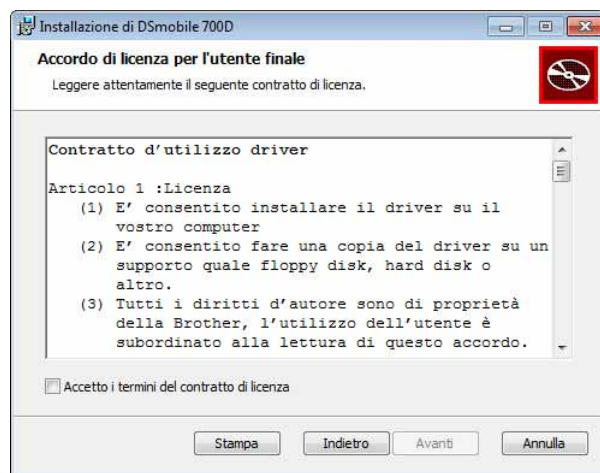 Installazione di DSmobile 700D
Accordo di licenza per l'utente finale
Leggere attentamente il seguente contratto di licenza.
Contratto d'utilizzo driver
Articolo 1 :Licenza
(1) E' consentito installare il driver su il
vostro computer
(2) E' consentito fare una copia del driver su un
supporto quale floppy disk, hard disk o
altro.
(3) Tutti i diritti d'autore sono di proprietà
della Brother, l'utilizzo dell'utente è
subordinato alla lettura di questo accordo.
Accetto i termini del contratto di licenza
Stampa Indietro Avanti Annulla